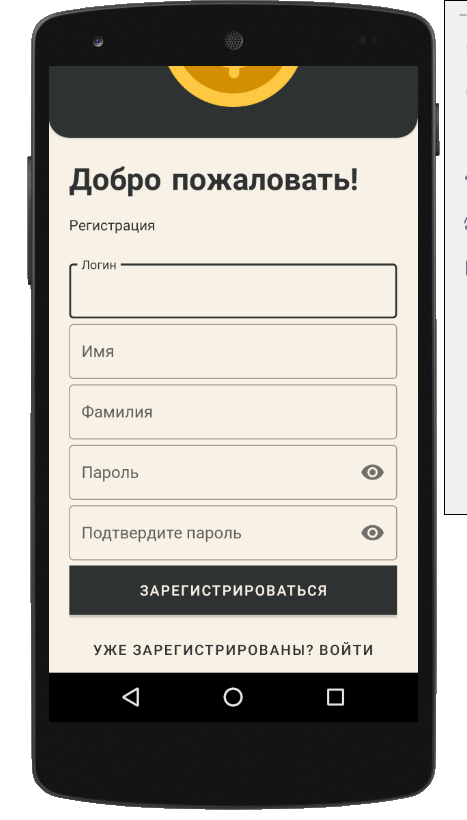 Добро пожаловать!
Регистрация
Логин
Имя
Фамилия
Пароль
Подтвердите пароль
ЗАРЕГИСТРИРОВАТЬСЯ
УЖЕ ЗАРЕГИСТРИРОВАНЫ? ВОЙТИ